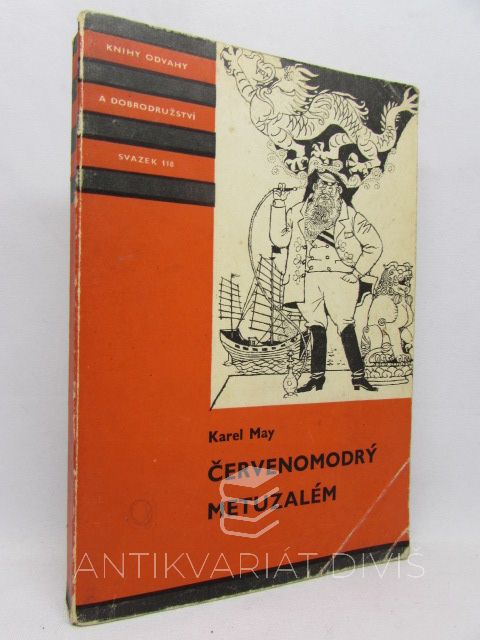 KNIHY ODVAHY
A DOBRODRUŽSTVÍ
SVAZEK 118
Karel May
ČERVENOMODRÝ
METUZALÉM
ANTIKVARIÁT DIVIŠ